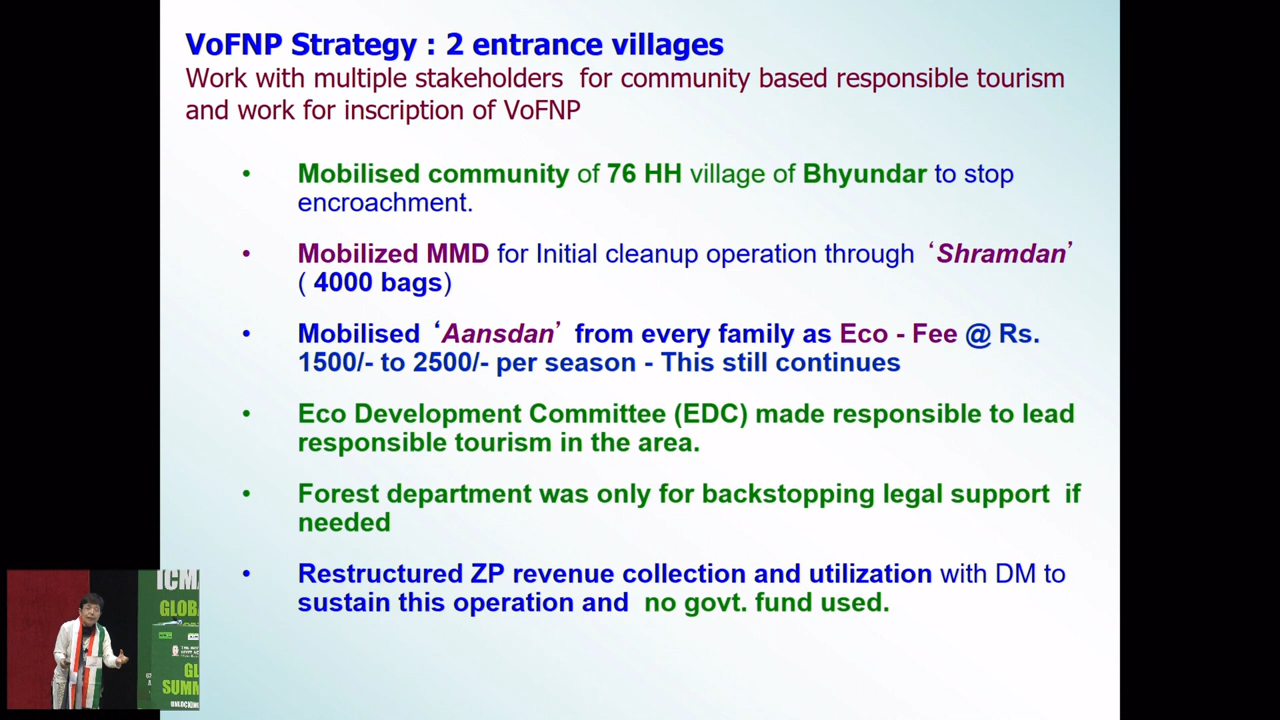 VoFNP Strategy : 2 entrance villages
Work with multiple stakeholders for community based responsible tourism
and work for inscription of VoFNP
• Mobilised community of 76 HH village of Bhyundar to stop
encroachment.
• Mobilized MMD for Initial cleanup operation through ‘Shramdan’
( 4000 bags)
• Mobilised ‘Aansdan’ from every family as Eco - Fee @ Rs.
1500/- to 2500/- per season - This still continues
• Eco Development Committee (EDC) made responsible to lead
responsible tourism in the area.
• Forest department was only for backstopping legal support if
needed
• Restructured ZP revenue collection and utilization with DM to
sustain this operation and no govt. fund used.
ICMA
GLOBA
GL
SUMM